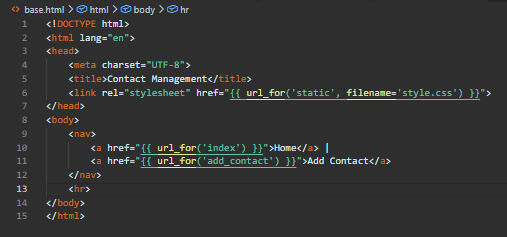 base.html > html > body > hr
1 <!DOCTYPE html>
2 <html lang="en">
3 <head>
4     <meta charset="UTF-8">
5     <title>Contact Management</title>
6     <link rel="stylesheet" href="{{ url_for('static', filename='style.css') }}">
7 </head>
8 <body>
9     <nav>
10         <a href="{{ url_for('index') }}">Home</a> |
11         <a href="{{ url_for('add_contact') }}">Add Contact</a>
12     </nav>
13     <hr>
14 </body>
15 </html>